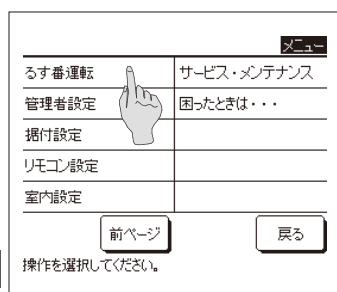 メニュー
るす番運転 サービス・メンテナンス
管理者設定 困ったときは・・・
据付設定
リモコン設定
室内設定
前ページ 戻る
操作を選択してください。